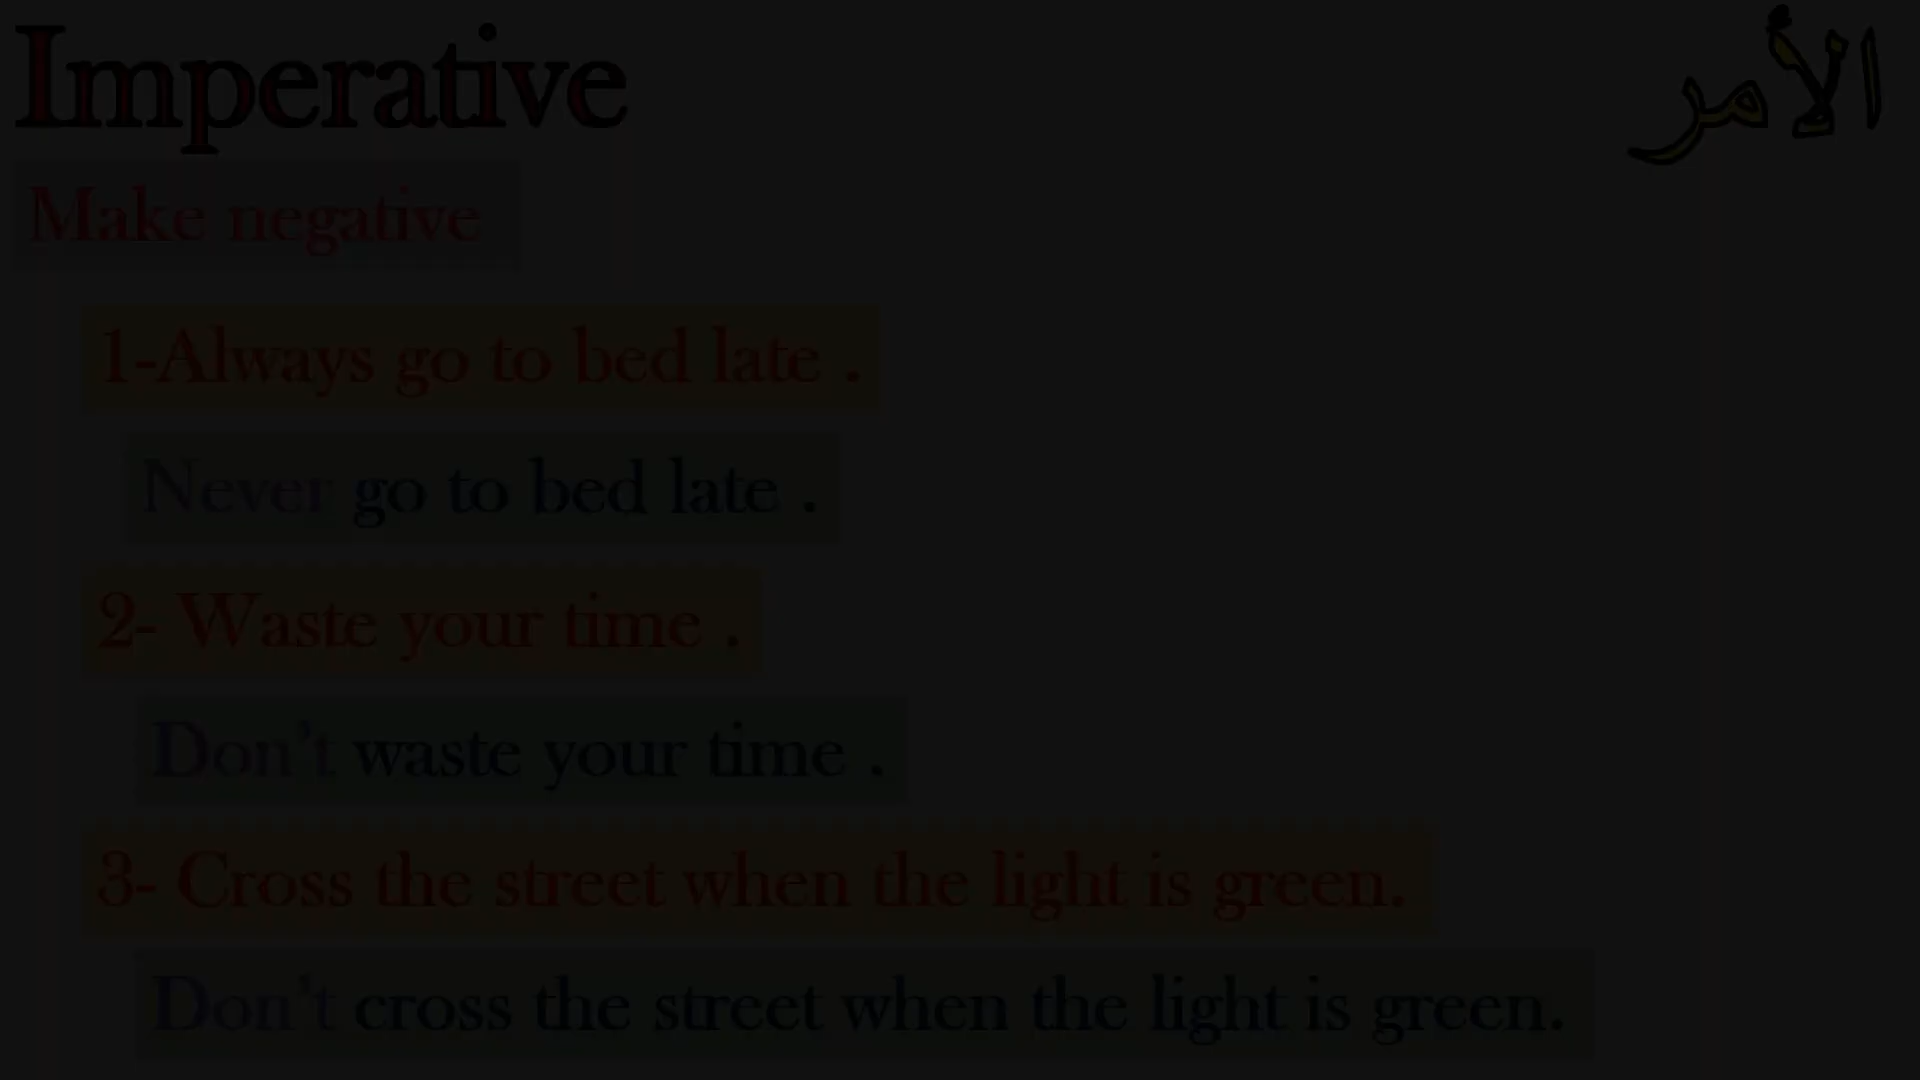 Imperative
الأمر
Make negative
1-Always go to bed late .
Never go to bed late .
2- Waste your time .
Don't waste your time .
3- Cross the street when the light is green.
Don't cross the street when the light is green.